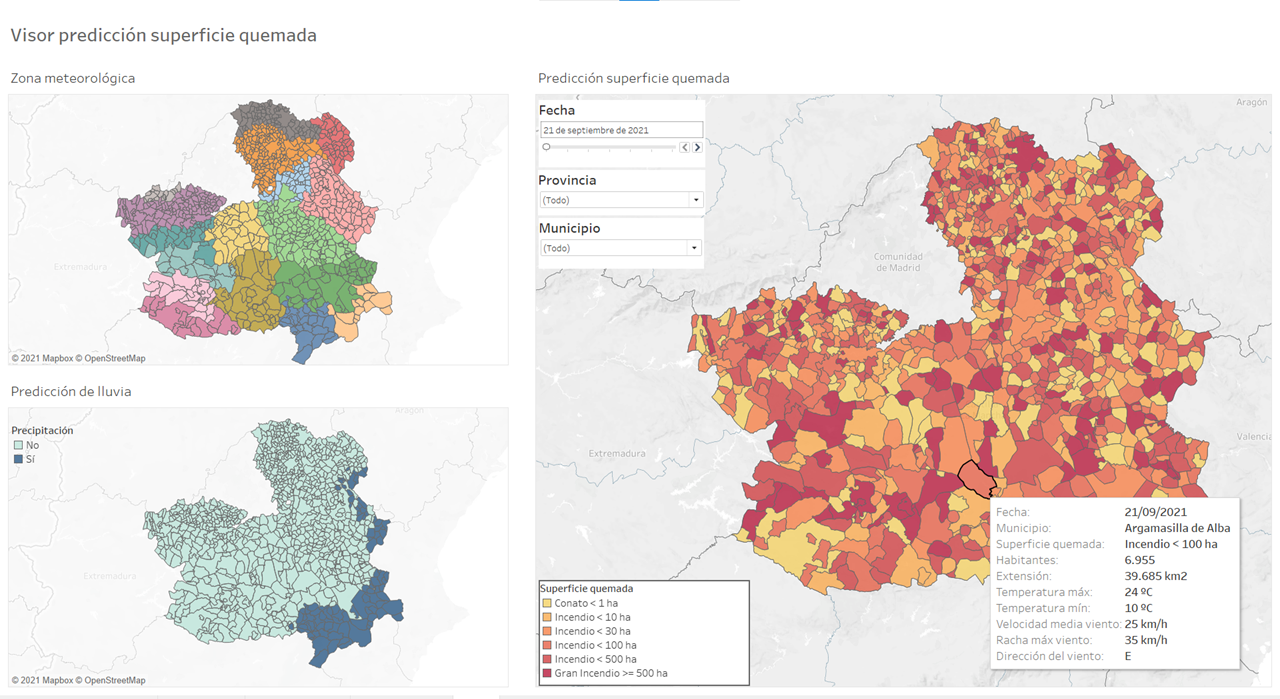 Visor predicción superficie quemada
Zona meteorológica
Extremadura
© 2021 Mapbox © OpenStreetMap
Predicción de lluvia
Precipitación
No
Sí
Aragón
Extremadura
© 2021 Mapbox © OpenStreetMap
Predicción superficie quemada
Fecha
21 de septiembre de 2021
Provincia
(Todo)
Municipio
(Todo)
Aragón
Comunidad
de Madrid
Extremadura
Valencia
Superficie quemada
Conato < 1 ha
Incendio < 10 ha
Incendio < 30 ha
Incendio < 100 ha
Incendio < 500 ha
Gran Incendio >= 500 ha
Fecha: 21/09/2021
Municipio: Argamasilla de Alba
Superficie quemada: Incendio < 100 ha
Habitantes: 6.955
Extensión: 39.685 km2
Temperatura máx: 24 ºC
Temperatura mín: 10 ºC
Velocidad media viento: 25 km/h
Racha máx viento: 35 km/h
Dirección del viento: E